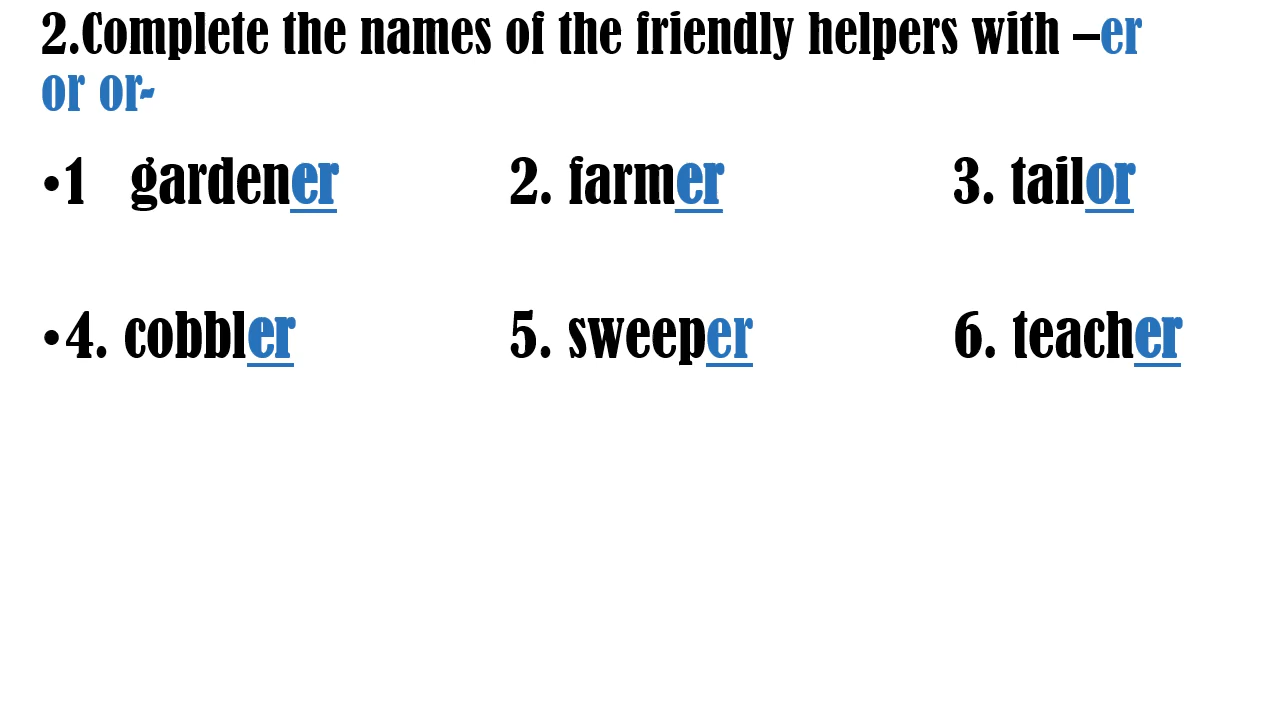 2.Complete the names of the friendly helpers with –er
or or-
•1 gardener 2. farmer 3. tailor
•4. cobbler 5. sweeper 6. teacher